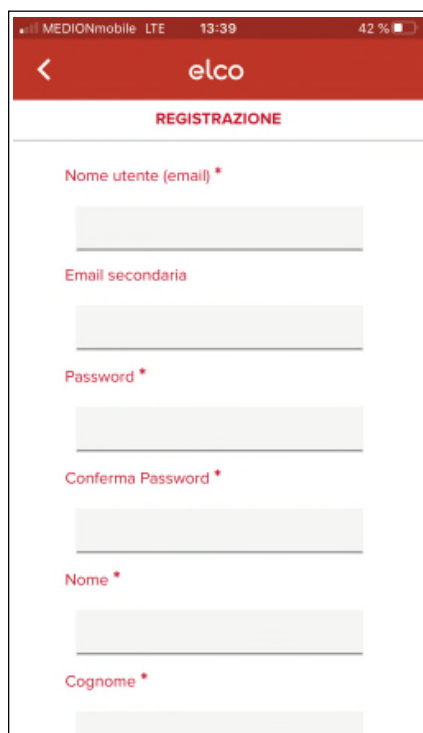 MEDIONmobile LTE 13:39 42 %
elco
REGISTRAZIONE
Nome utente (email) *
Email secondaria
Password *
Conferma Password *
Nome *
Cognome *